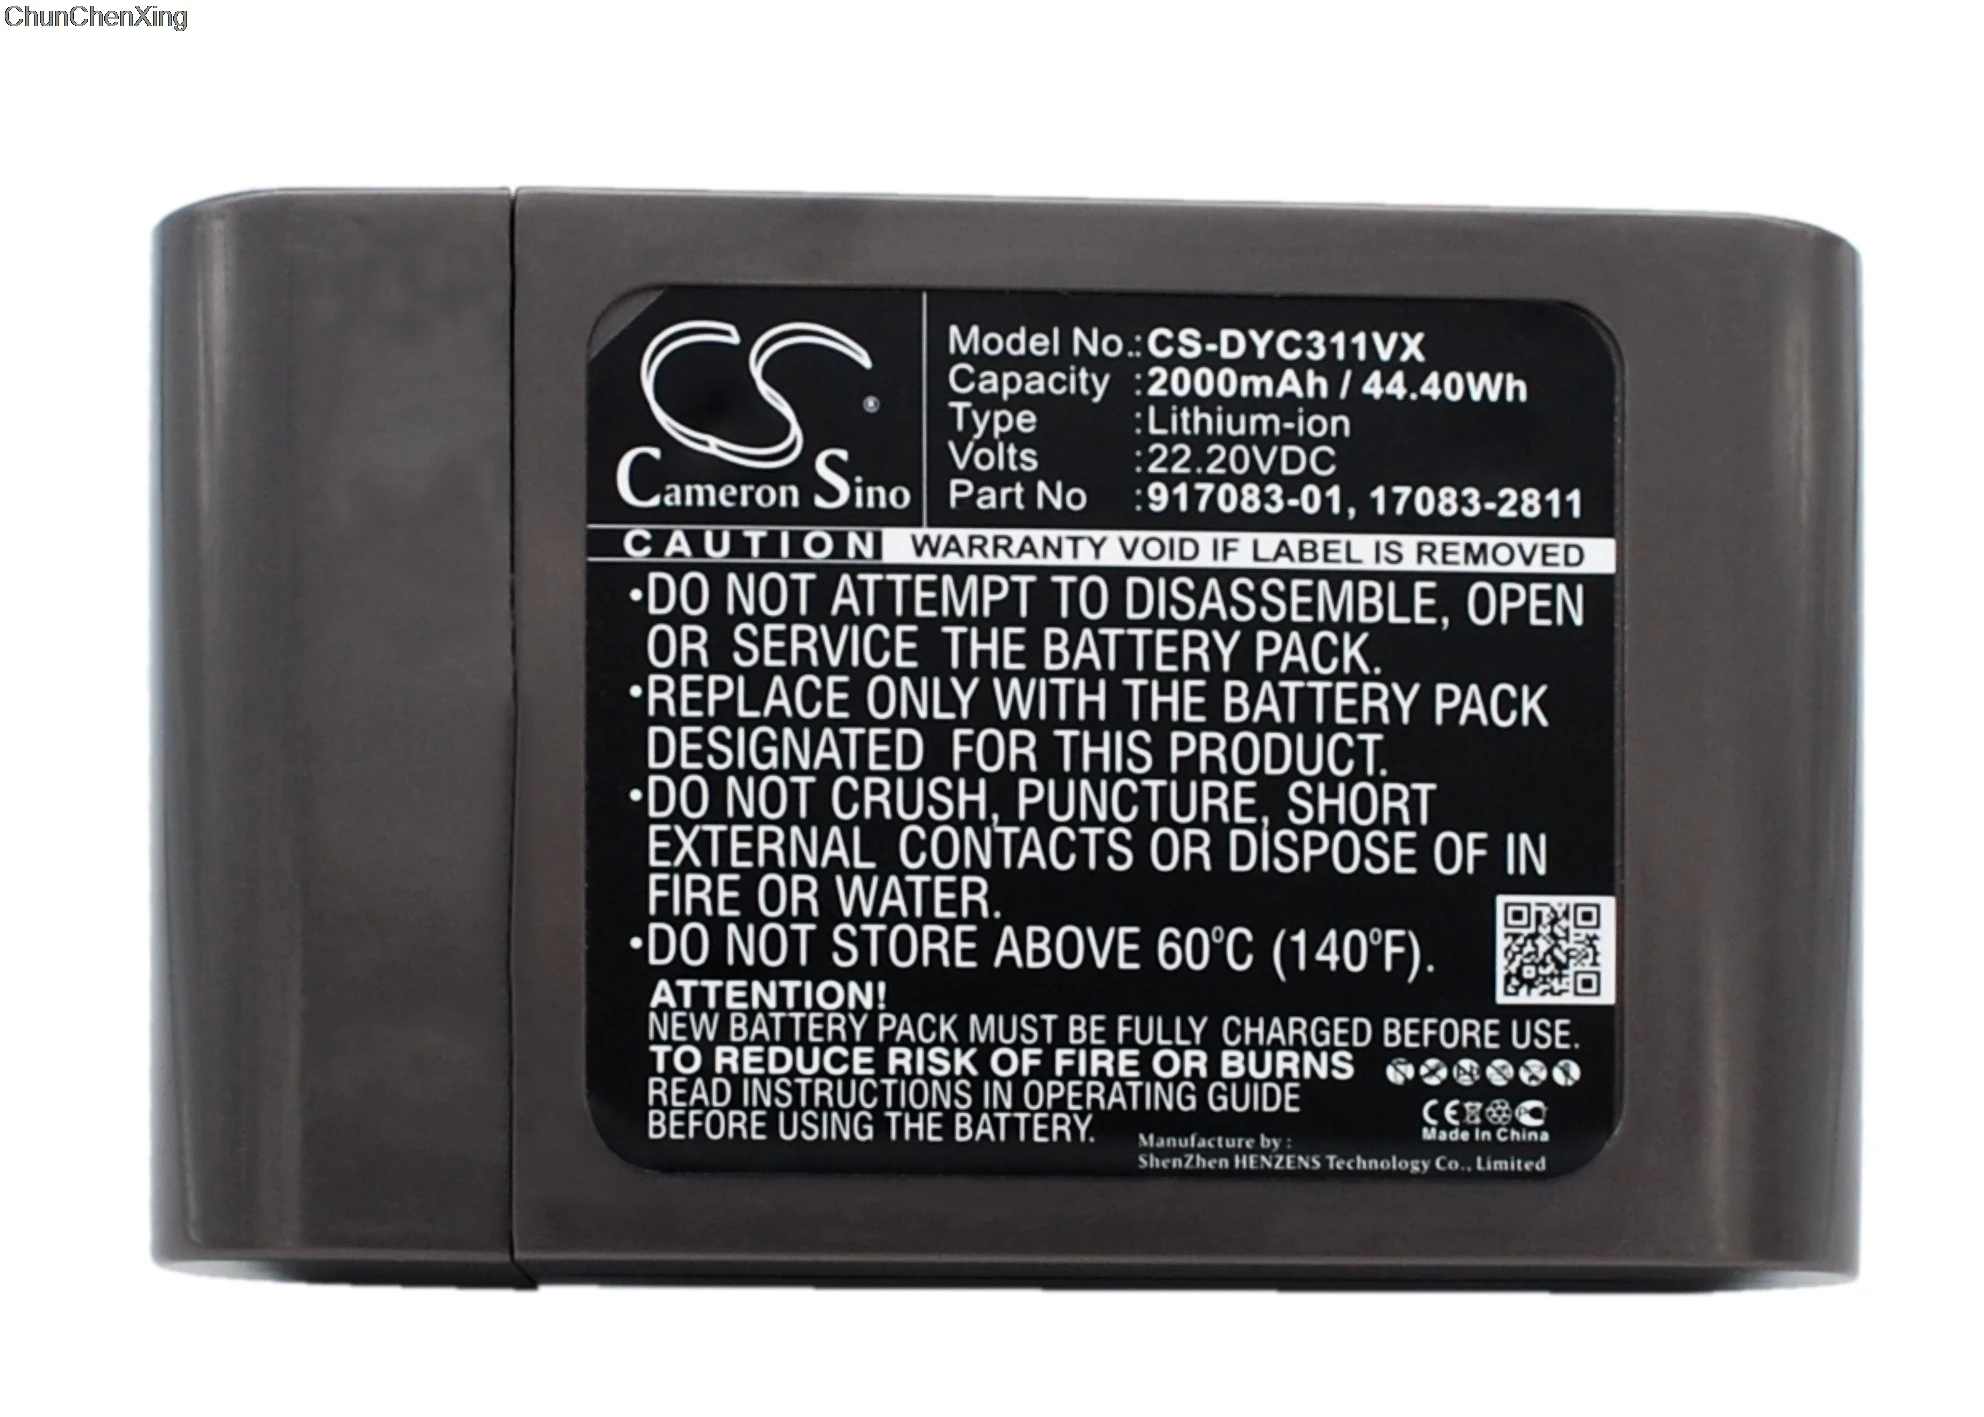 ChunChenXing
CS
®
Cameron Sino
Model No.: CS-DYC311VX
Capacity : 2000mAh / 44.40Wh
Type : Lithium-ion
Volts : 22.20VDC
Part No : 917083-01, 17083-2811
CAUTION WARRANTY VOID IF LABEL IS REMOVED
•DO NOT ATTEMPT TO DISASSEMBLE, OPEN
OR SERVICE THE BATTERY PACK.
•REPLACE ONLY WITH THE BATTERY PACK
DESIGNATED FOR THIS PRODUCT.
•DO NOT CRUSH, PUNCTURE, SHORT
EXTERNAL CONTACTS OR DISPOSE OF IN
FIRE OR WATER.
•DO NOT STORE ABOVE 60°C (140°F).
ATTENTION!
NEW BATTERY PACK MUST BE FULLY CHARGED BEFORE USE.
TO REDUCE RISK OF FIRE OR BURNS
READ INSTRUCTIONS IN OPERATING GUIDE
BEFORE USING THE BATTERY.
CE
Made In China
Manufacture by :
ShenZhen HENZENS Technology Co., Limited